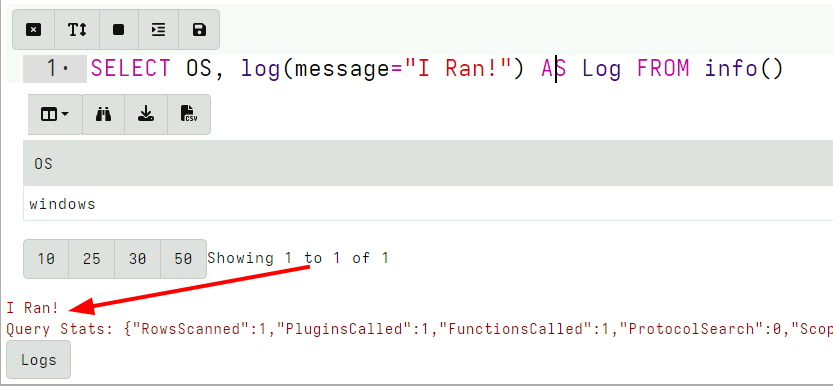 1 SELECT OS, log(message="I Ran!") AS Log FROM info()
CSV
OS
windows
10 25 30 50 Showing 1 to 1 of 1
I Ran!
Query Stats: {"RowsScanned":1,"PluginsCalled":1,"FunctionsCalled":1,"ProtocolSearch":0,"Scop
Logs